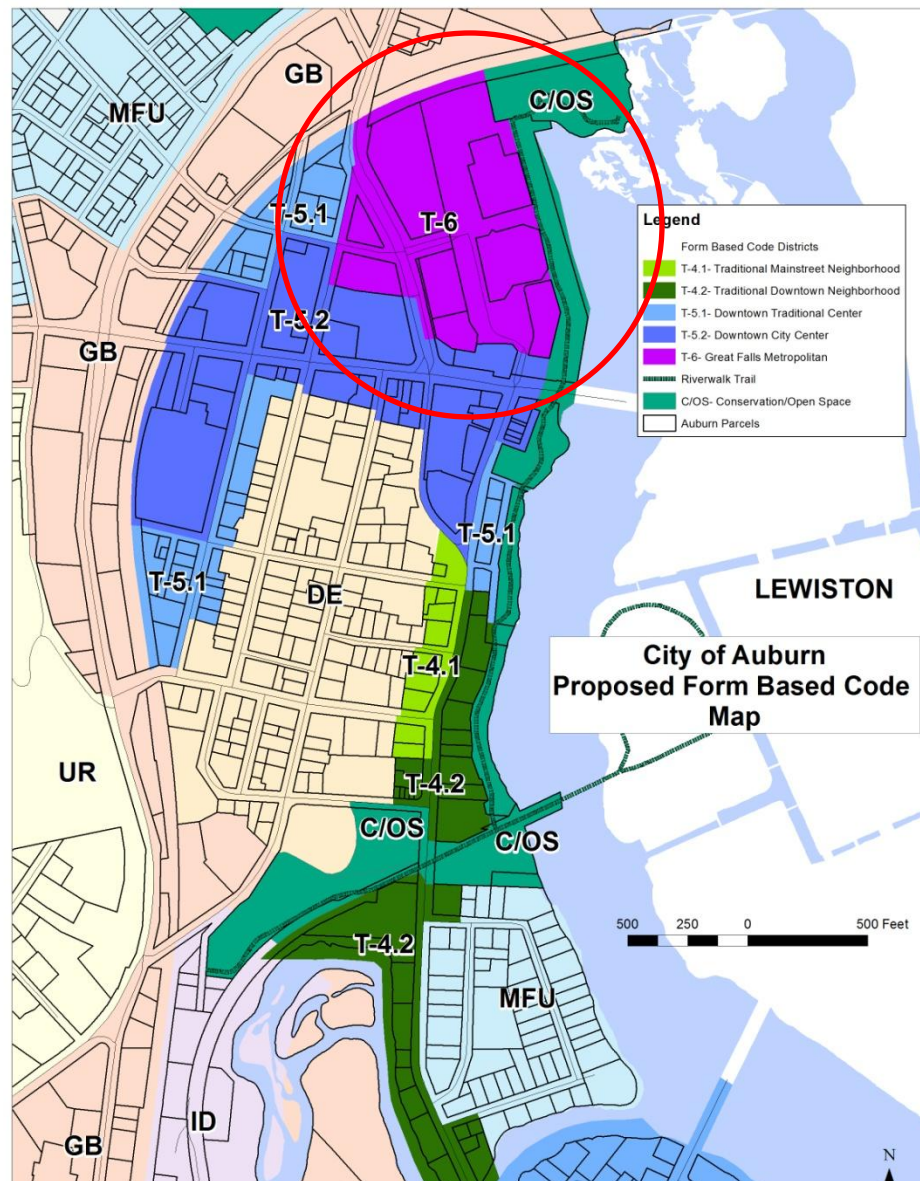 GB
MFU
C/OS
T-5.1
T-6
Legend
Form Based Code Districts
T-4.1- Traditional Mainstreet Neighborhood
T-4.2- Traditional Downtown Neighborhood
T-5.1- Downtown Traditional Center
T-5.2- Downtown City Center
T-6- Great Falls Metropolitan
Riverwalk Trail
C/OS- Conservation/Open Space
Auburn Parcels
C/OS
T-5.2
GB
T-5.1
T-5.1
DE
LEWISTON
City of Auburn
Proposed Form Based Code
Map
T-4.1
UR
T-4.2
C/OS
C/OS
500 250 0 500 Feet
T-4.2
MFU
ID
GB
N